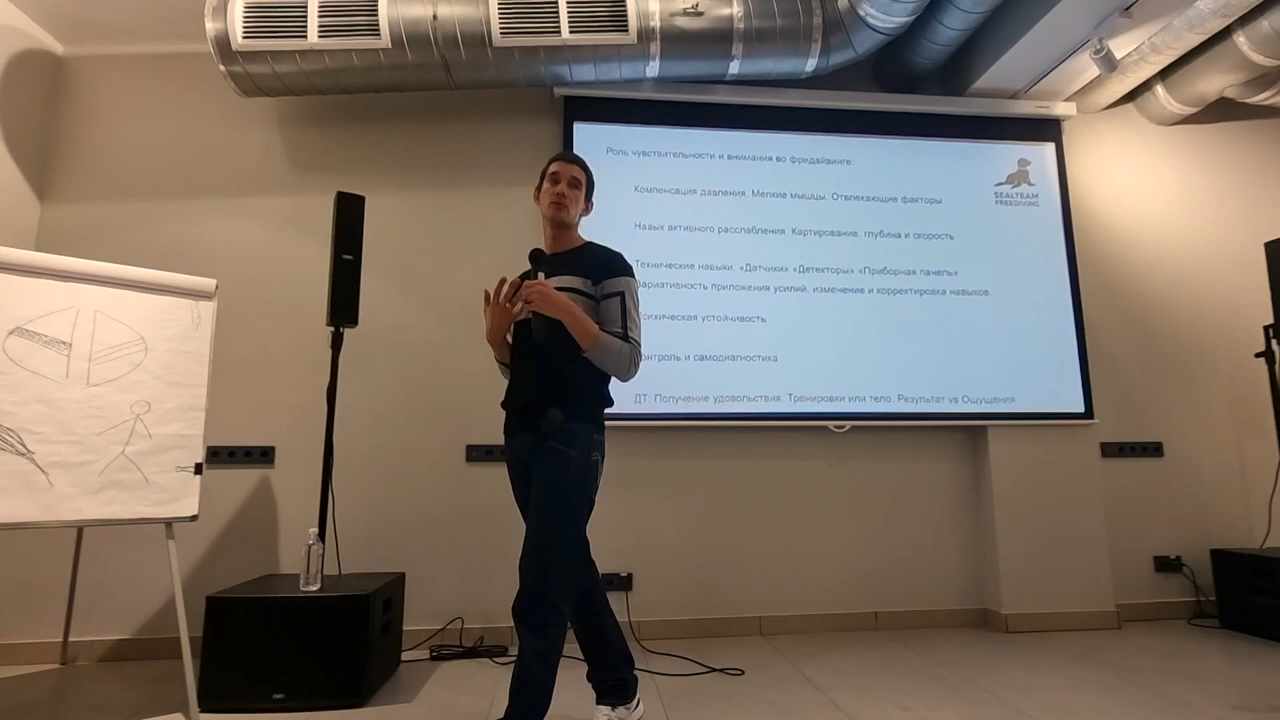 Роль чувствительности и внимания во фридайвинге:
SEALTEAM
FREEDIVING
Компенсация давления. Мелкие мышцы. Отвлекающие факторы
Навык активного расслабления. Картирование, глубина и скорость
Технические навыки. «Датчики» «Детекторы» «Приборная панель»
вариативность приложения усилий, изменение и корректировка навыков.
сихическая устойчивость
онтроль и самодиагностика
ДТ: Получение удовольствия. Тренировки или тело. Результат vs Ощущения